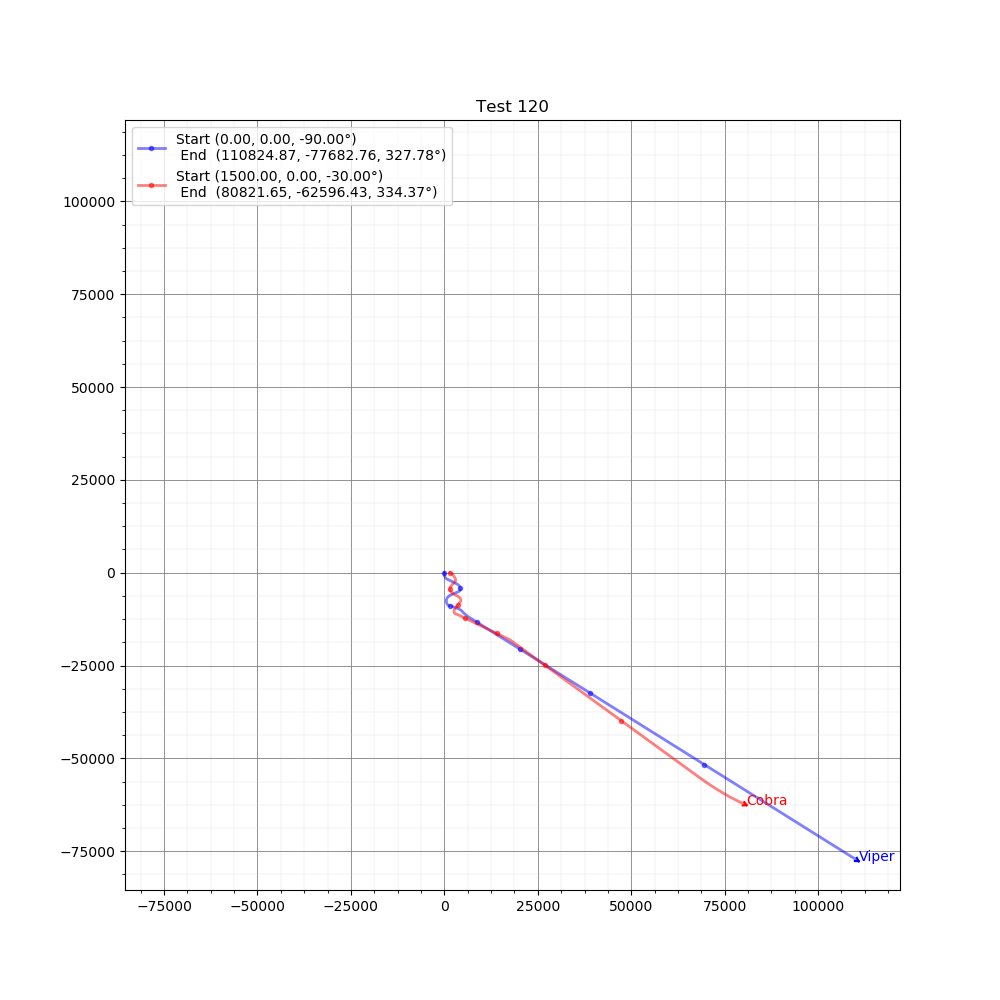 Test 120
Start (0.00, 0.00, -90.00°)
End  (110824.87, -77682.76, 327.78°)
Start (1500.00, 0.00, -30.00°)
End  (80821.65, -62596.43, 334.37°)
100000
75000
50000
25000
0
−25000
−50000
−75000
Cobra
Viper
−75000
−50000
−25000
0
25000
50000
75000
100000